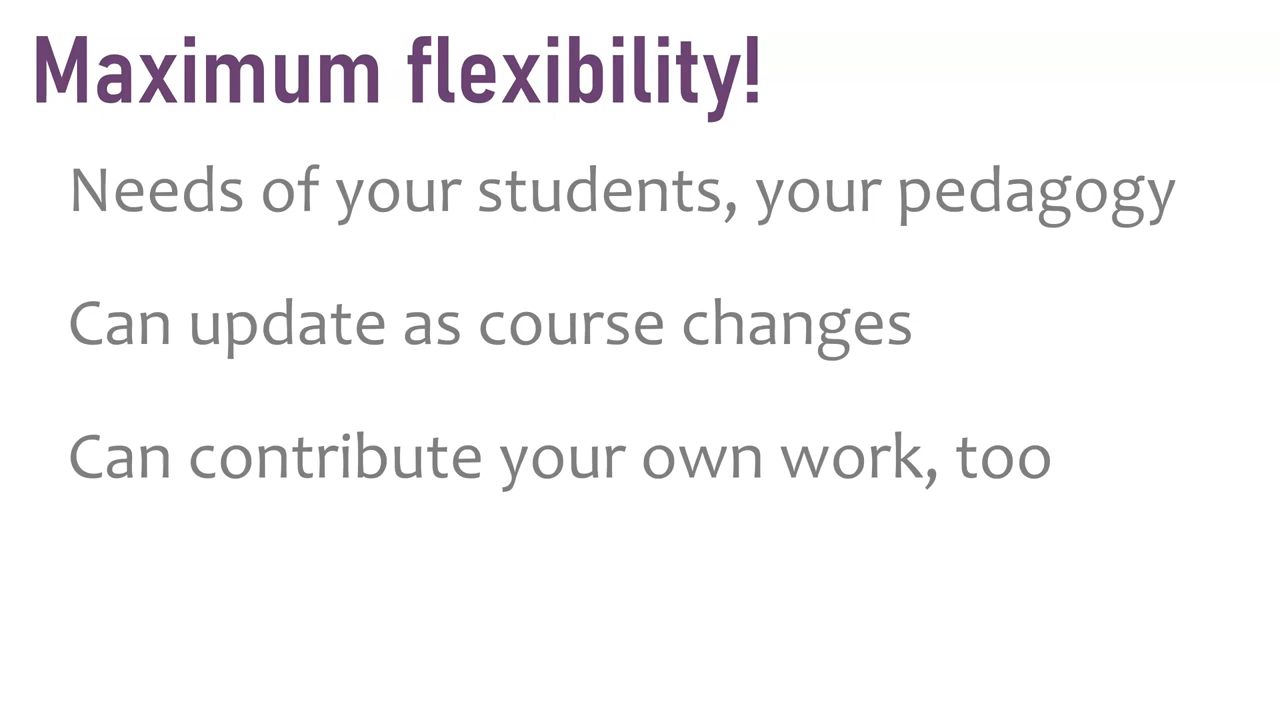 Maximum flexibility!
Needs of your students, your pedagogy
Can update as course changes
Can contribute your own work, too